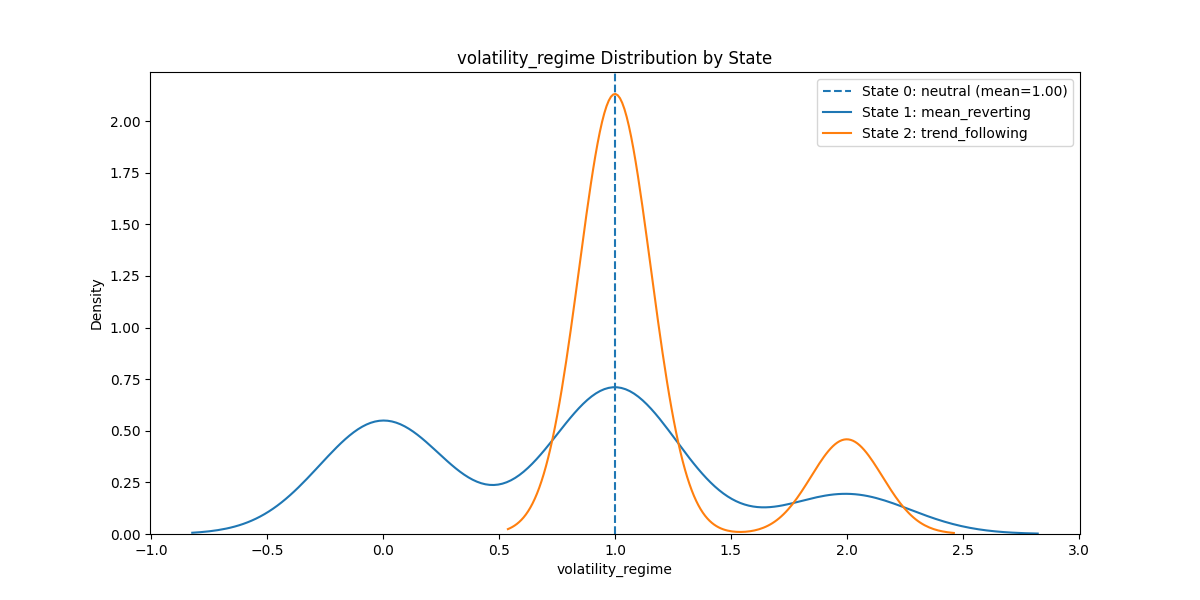 volatility_regime Distribution by State
State 0: neutral (mean=1.00)
State 1: mean_reverting
State 2: trend_following
Density
2.00
1.75
1.50
1.25
1.00
0.75
0.50
0.25
0.00
−1.0 −0.5 0.0 0.5 1.0 1.5 2.0 2.5 3.0
volatility_regime